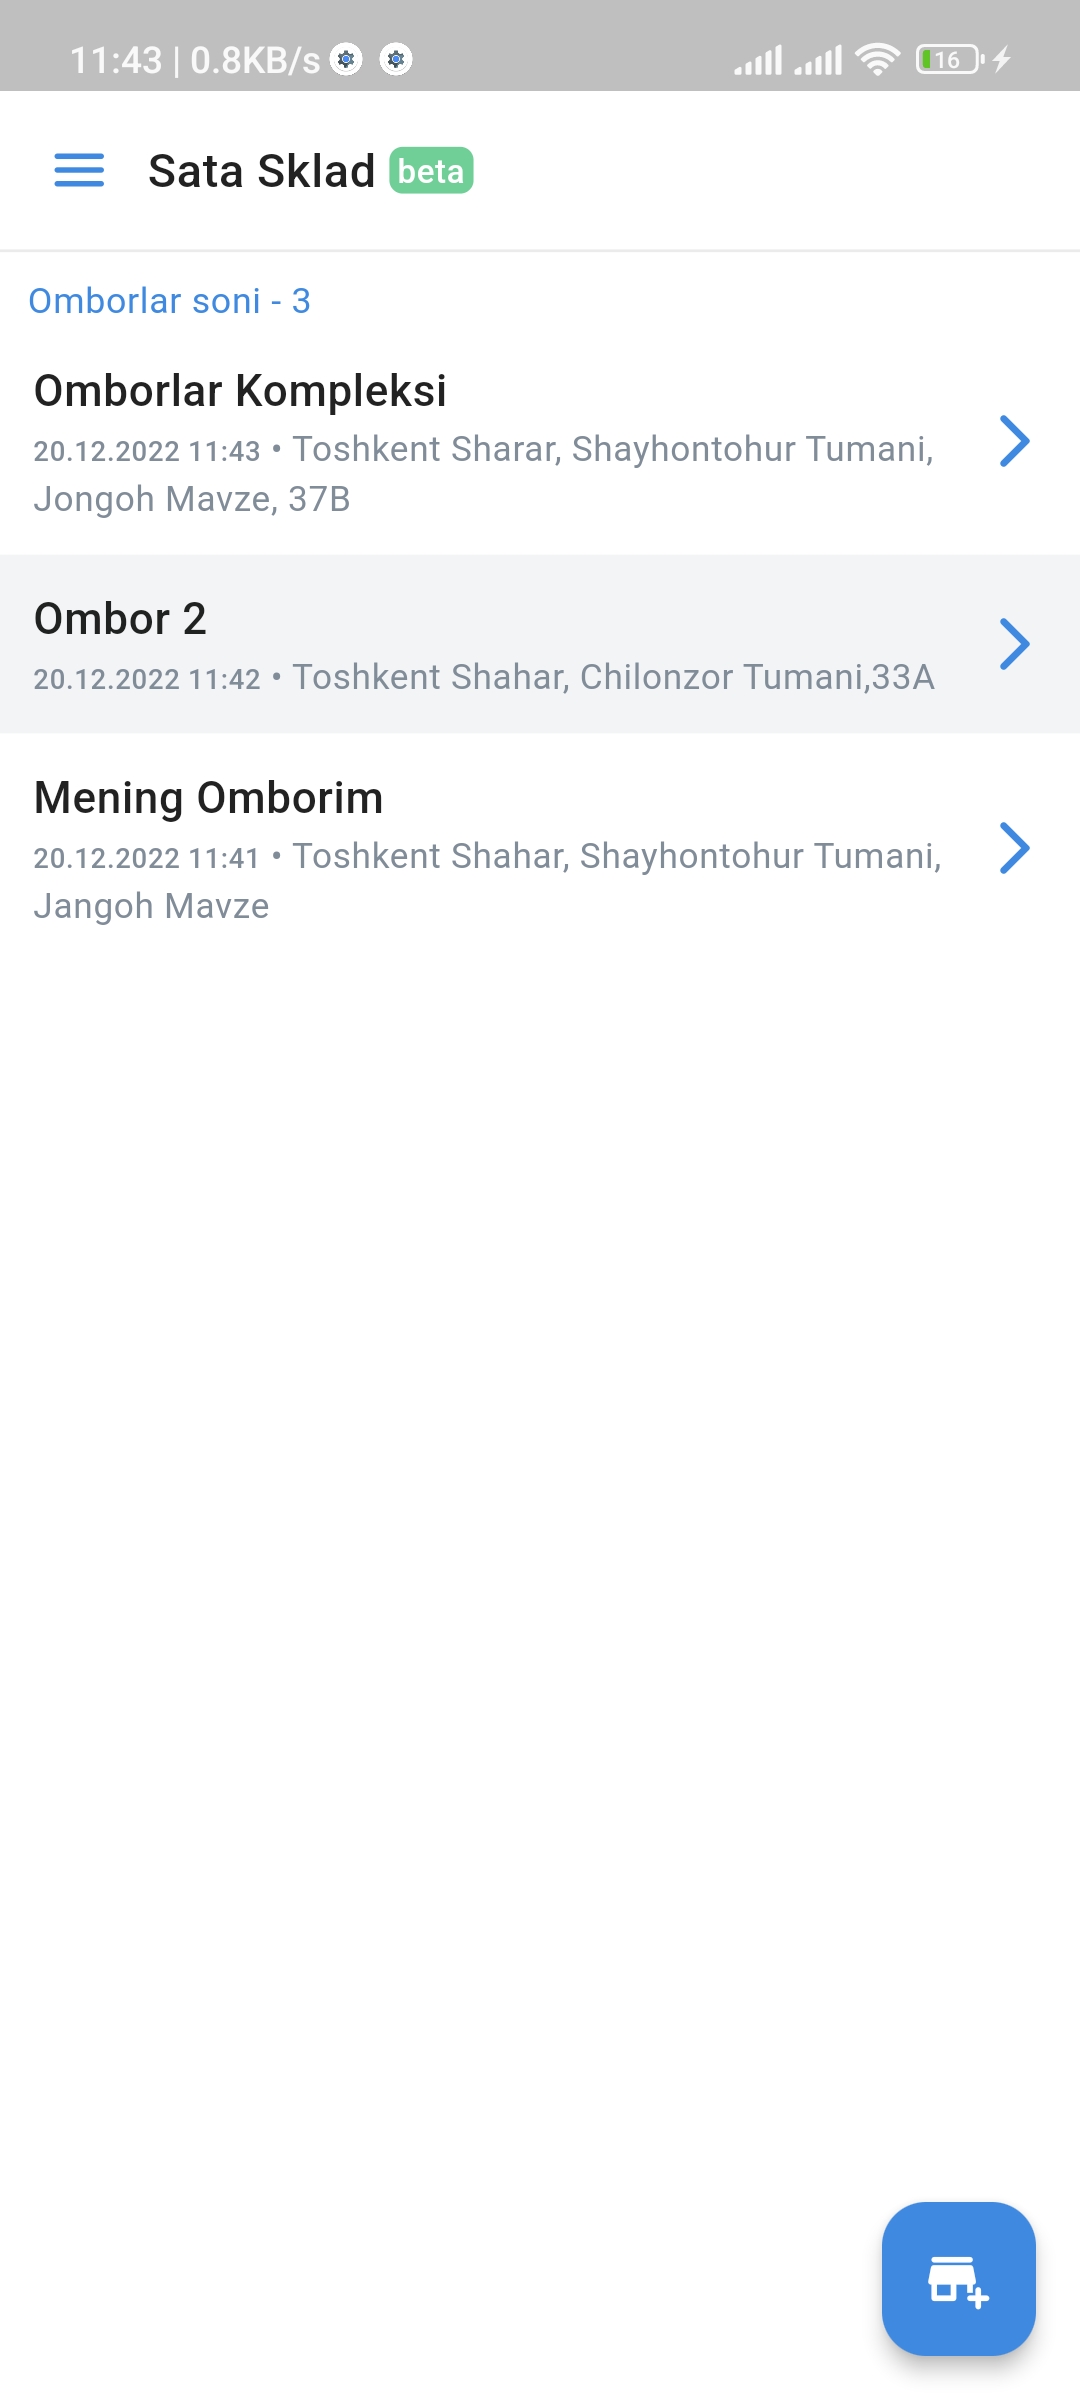 11:43 | 0.8KB/s 16
Sata Sklad beta
Omborlar soni - 3
Omborlar Kompleksi
20.12.2022 11:43 • Toshkent Sharar, Shayhontohur Tumani,
Jongoh Mavze, 37B
Ombor 2
20.12.2022 11:42 • Toshkent Shahar, Chilonzor Tumani,33A
Mening Omborim
20.12.2022 11:41 • Toshkent Shahar, Shayhontohur Tumani,
Jangoh Mavze